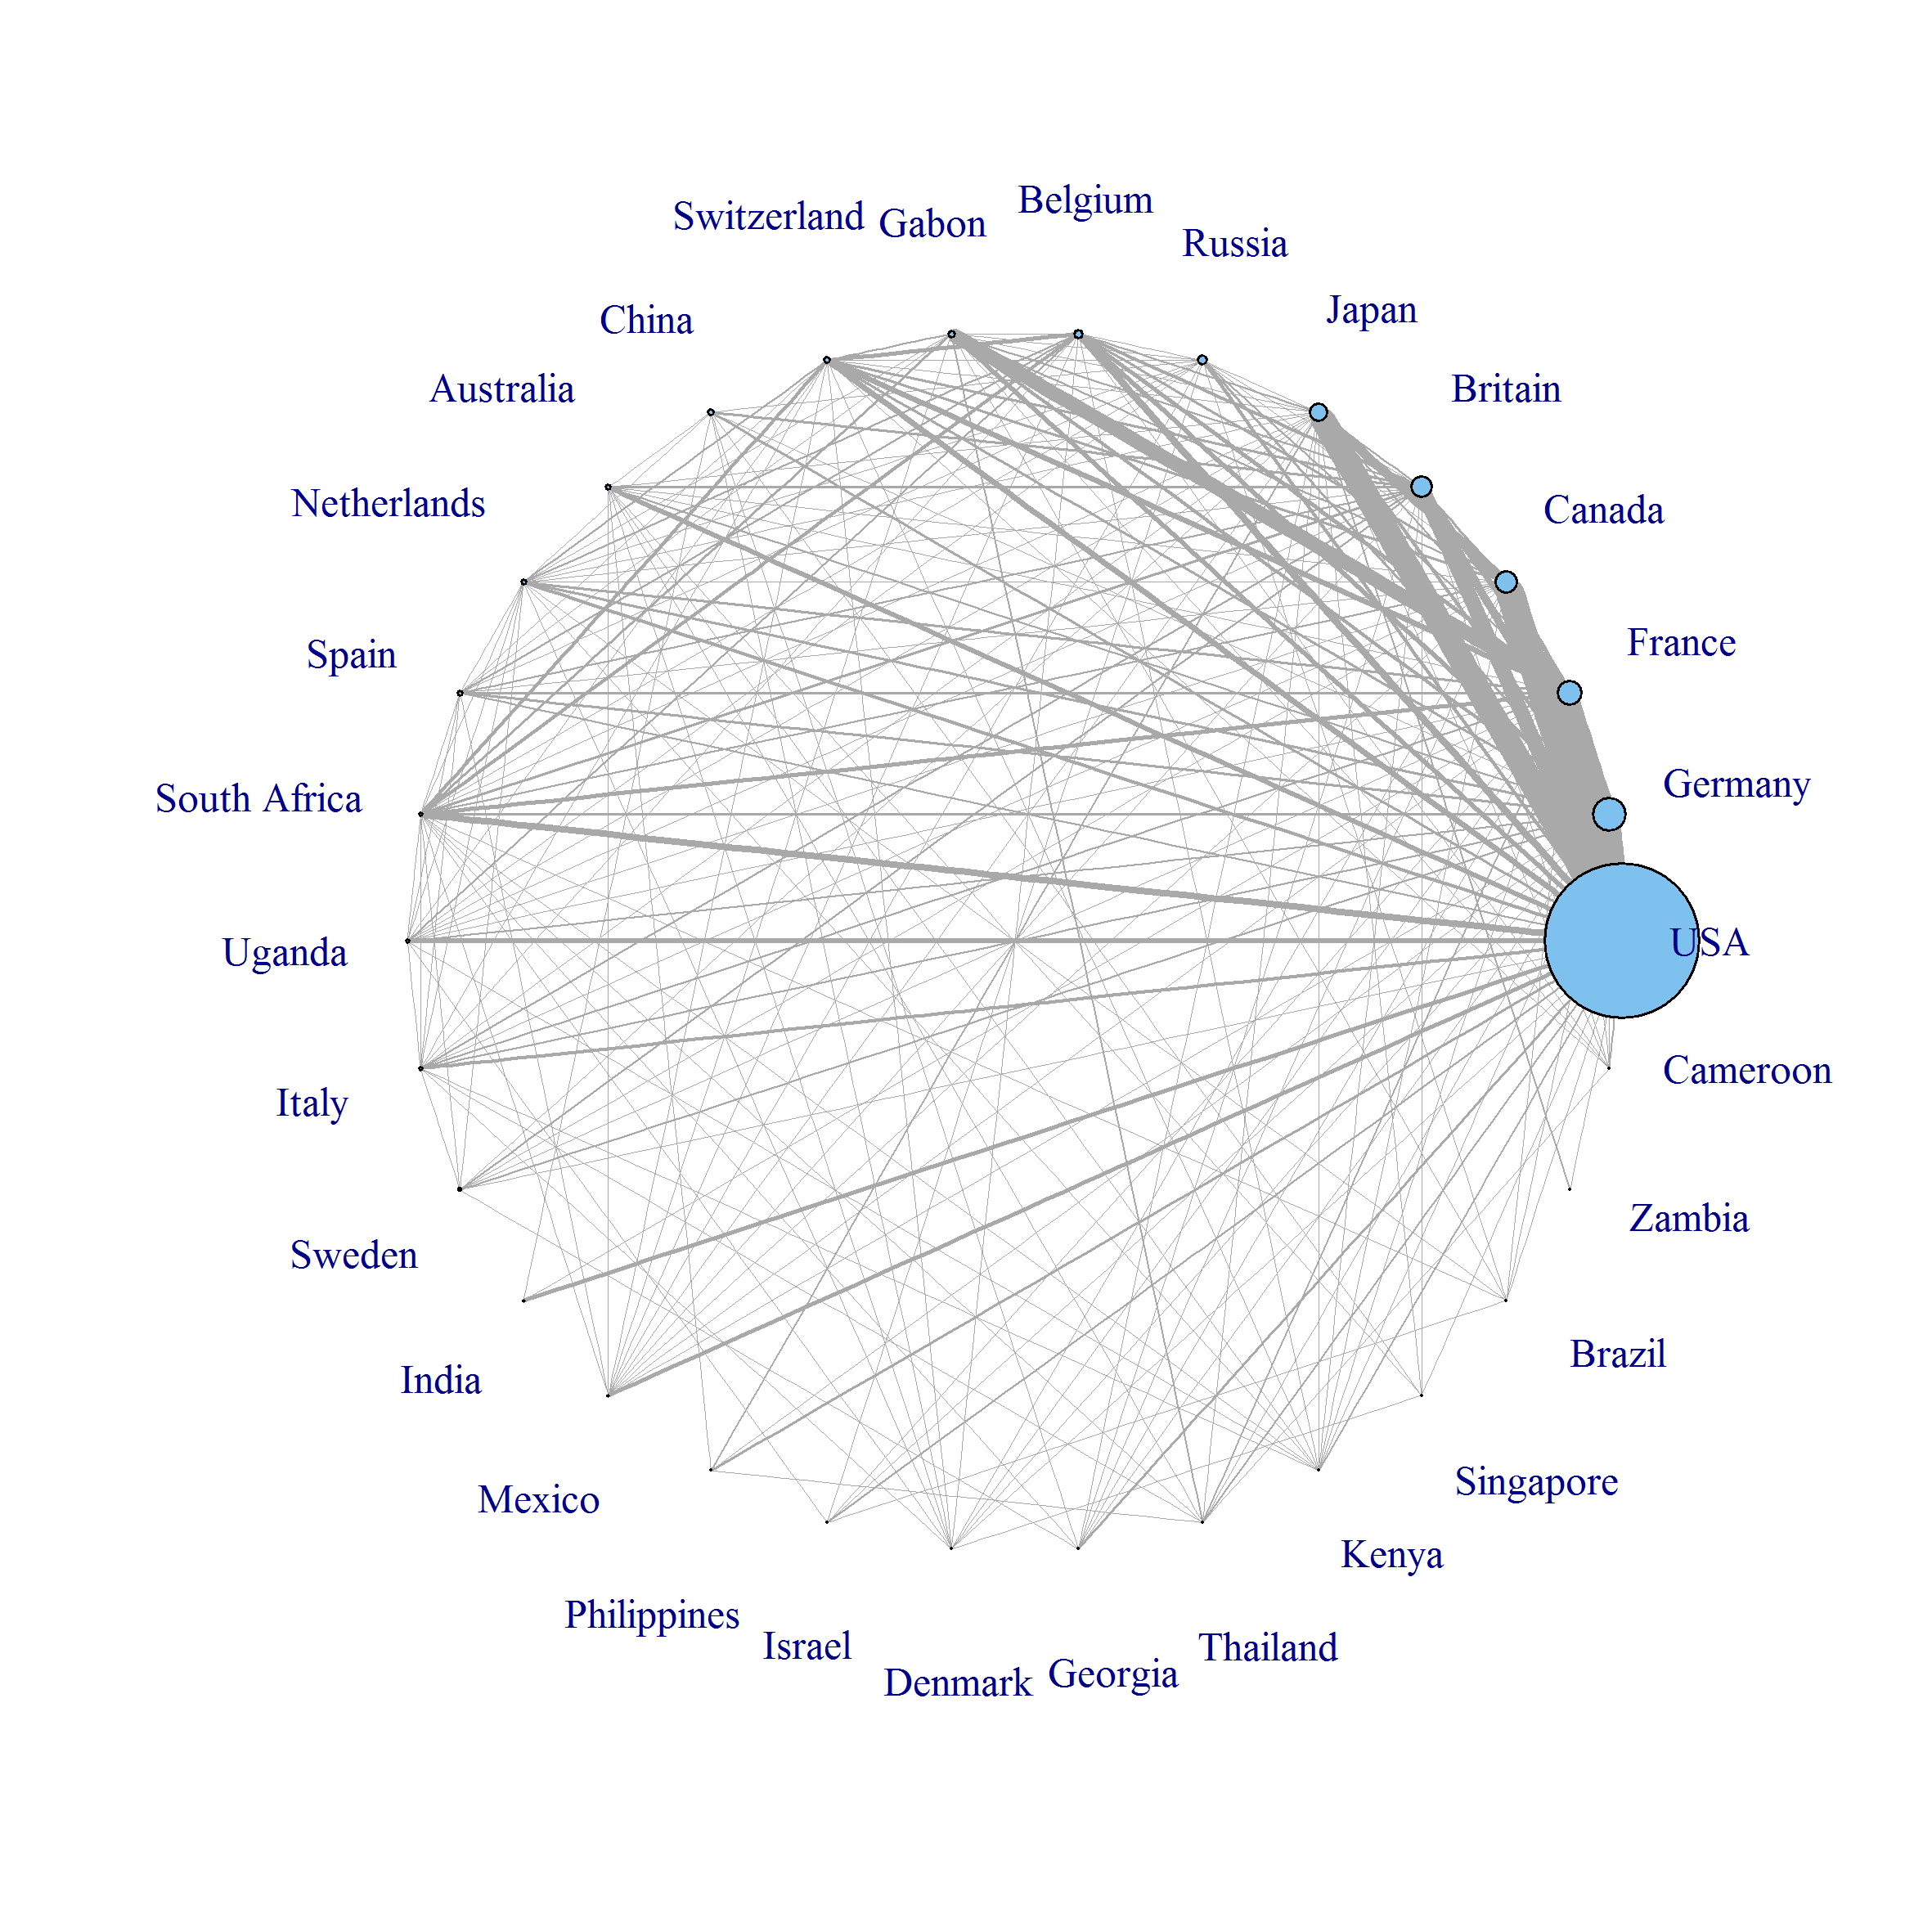 Belgium
Switzerland
Gabon
Russia
Japan
China
Britain
Australia
Canada
Netherlands
France
Spain
Germany
South Africa
USA
Uganda
Cameroon
Italy
Zambia
Sweden
Brazil
India
Singapore
Mexico
Kenya
Philippines
Israel
Thailand
Georgia
Denmark